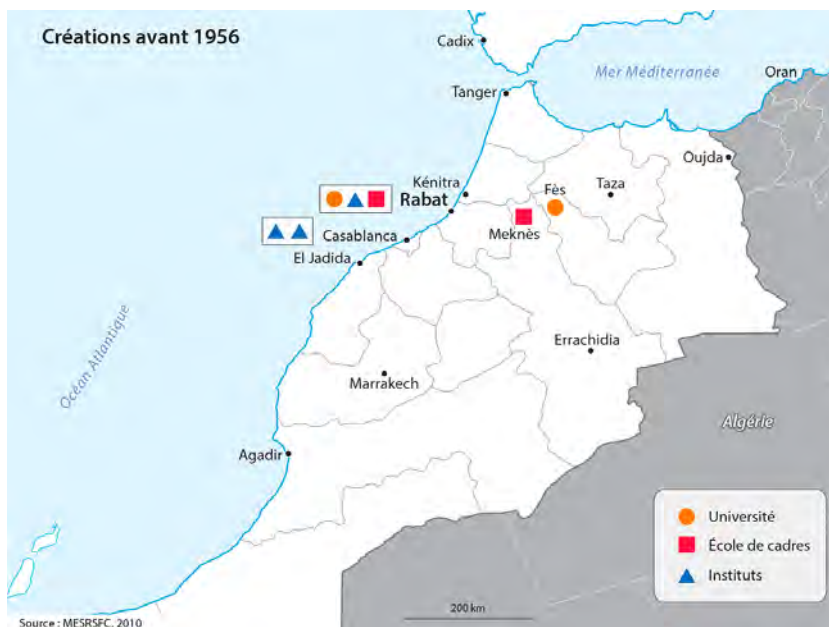 Créations avant 1956
Cadix
Mer Méditerranée
Oran
Tanger
Oujda
Kénitra
Fès
Taza
Rabat
Meknès
Casablanca
El Jadida
Errachidia
Océan Atlantique
Marrakech
Algérie
Agadir
Université
École de cadres
Instituts
200 km
Source : MESRSFC, 2010